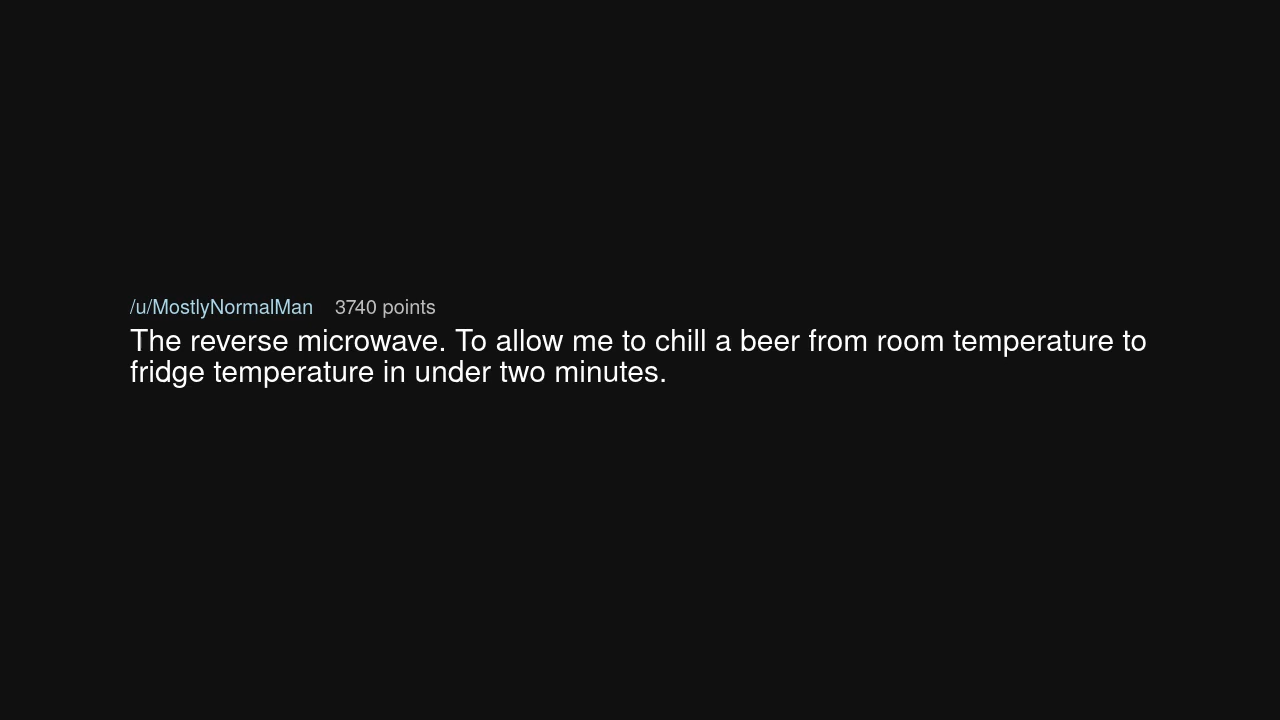 /u/MostlyNormalMan 3740 points
The reverse microwave. To allow me to chill a beer from room temperature to
fridge temperature in under two minutes.